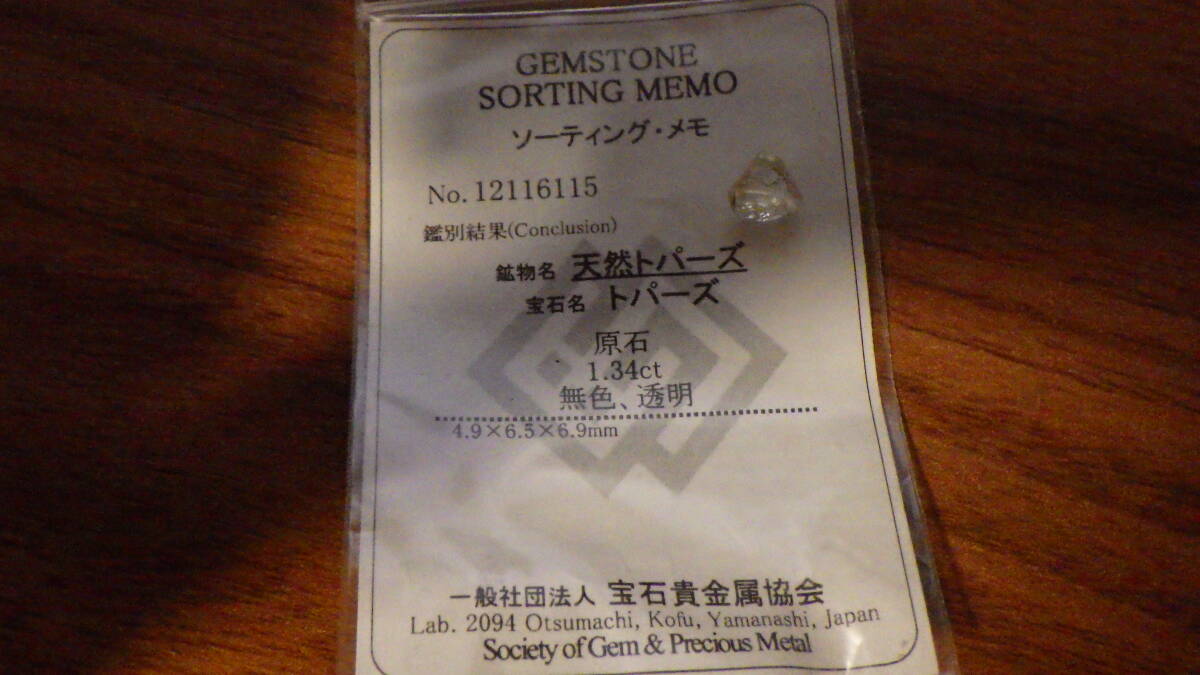 GEMSTONE
SORTING MEMO
ソーティング・メモ
No. 12116115
鑑別結果(Conclusion)
鉱物名 天然トパーズ
宝石名 トパーズ
原石
1.34ct
無色、透明
4.9×6.5×6.9mm
一般社団法人 宝石貴金属協会
Lab. 2094 Otsumachi, Kofu, Yamanashi, Japan
Society of Gem & Precious Metal